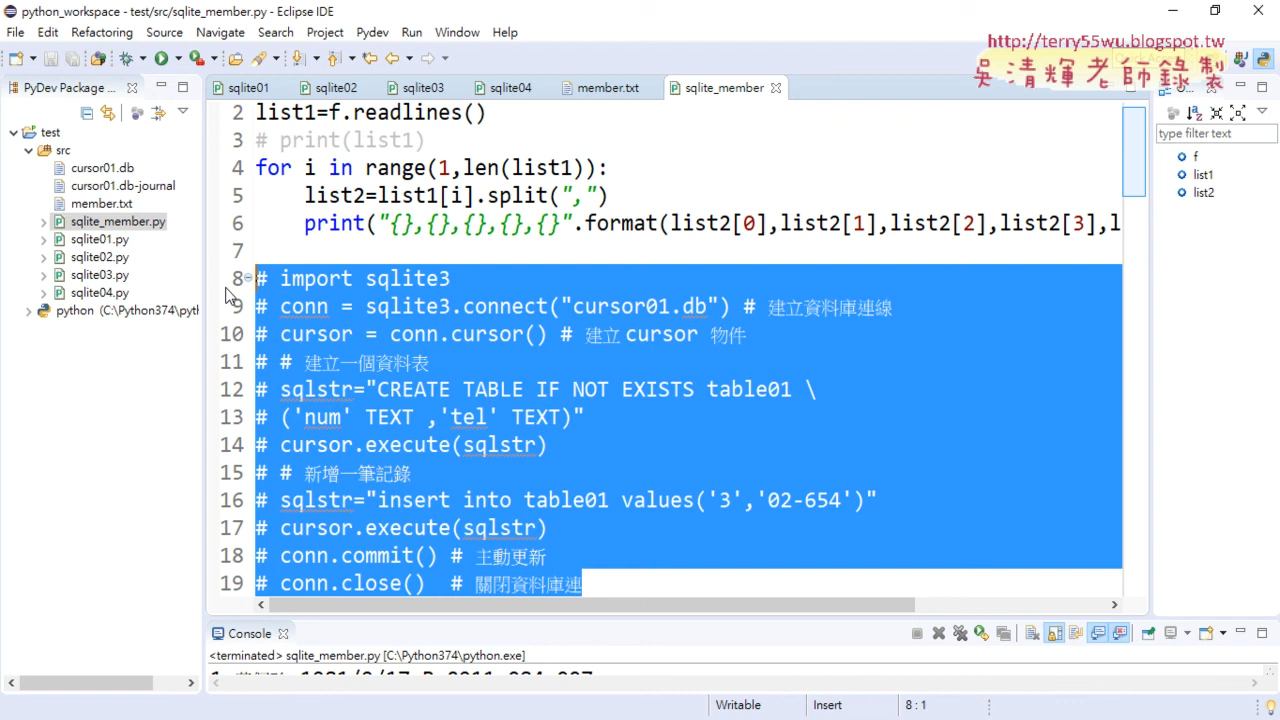 python_workspace - test/src/sqlite_member.py - Eclipse IDE
File Edit Refactoring Source Navigate Search Project Pydev Run Window Help
http://terry55wu.blogspot.tw
吳清輝老師錄製
PyDev Package ...
sqlite01 sqlite02 sqlite03 sqlite04 member.txt sqlite_member
test
src
cursor01.db
cursor01.db-journal
member.txt
sqlite_member.py
sqlite01.py
sqlite02.py
sqlite03.py
sqlite04.py
python (C:\Python374\pyth
2 list1=f.readlines()
3 # print(list1)
4 for i in range(1,len(list1)):
5 list2=list1[i].split(",")
6 print("{},{},{},{},{}".format(list2[0],list2[1],list2[2],list2[3],l
7
8 # import sqlite3
9 # conn = sqlite3.connect("cursor01.db") # 建立資料庫連線
10 # cursor = conn.cursor() # 建立 cursor 物件
11 # # 建立一個資料表
12 # sqlstr="CREATE TABLE IF NOT EXISTS table01 \
13 # ('num' TEXT ,'tel' TEXT)"
14 # cursor.execute(sqlstr)
15 # # 新增一筆記錄
16 # sqlstr="insert into table01 values('3','02-654')"
17 # cursor.execute(sqlstr)
18 # conn.commit() # 主動更新
19 # conn.close() # 關閉資料庫連
type filter text
f
list1
list2
Console
<terminated> sqlite_member.py [C:\Python374\python.exe]
Writable Insert 8 : 1